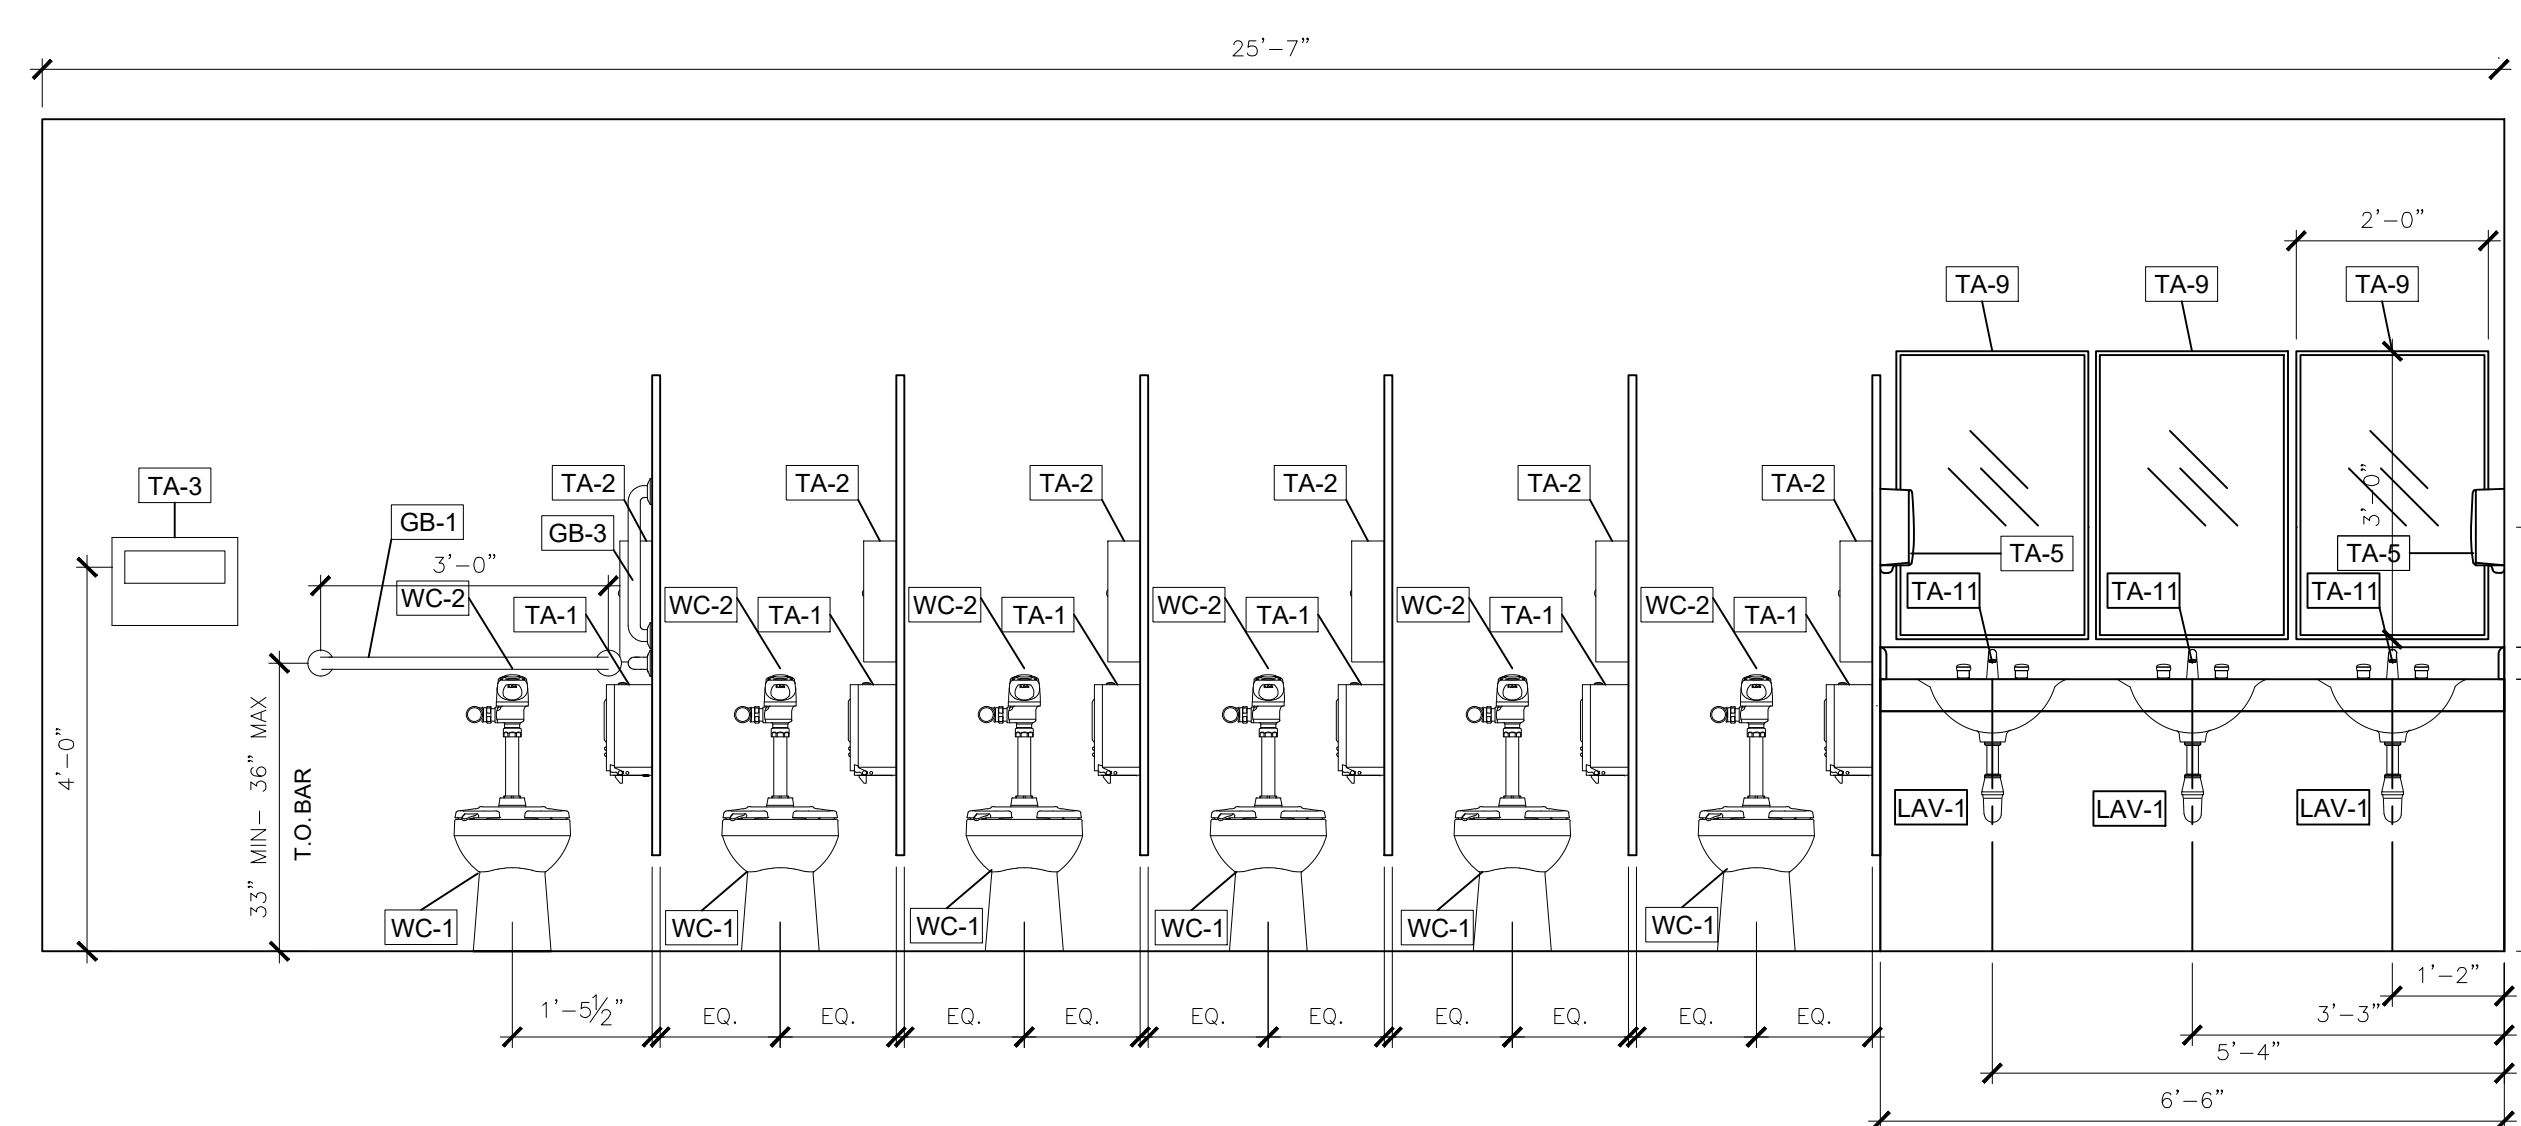 25'-7"
2'-0"
TA-9 TA-9 TA-9
TA-3
TA-2 TA-2 TA-2 TA-2 TA-2 TA-2
GB-1
GB-3
3'-0"
3'-0"
TA-5 TA-5
WC-2 TA-1 WC-2 TA-1 WC-2 TA-1 WC-2 TA-1 WC-2 TA-1 WC-2 TA-1
TA-11 TA-11 TA-11
4'-0"
33" MIN- 36" MAX
T.O. BAR
LAV-1 LAV-1 LAV-1
WC-1 WC-1 WC-1 WC-1 WC-1 WC-1
1'-5½" EQ. EQ. EQ. EQ. EQ. EQ. EQ. EQ. EQ. EQ.
1'-2"
3'-3"
5'-4"
6'-6"